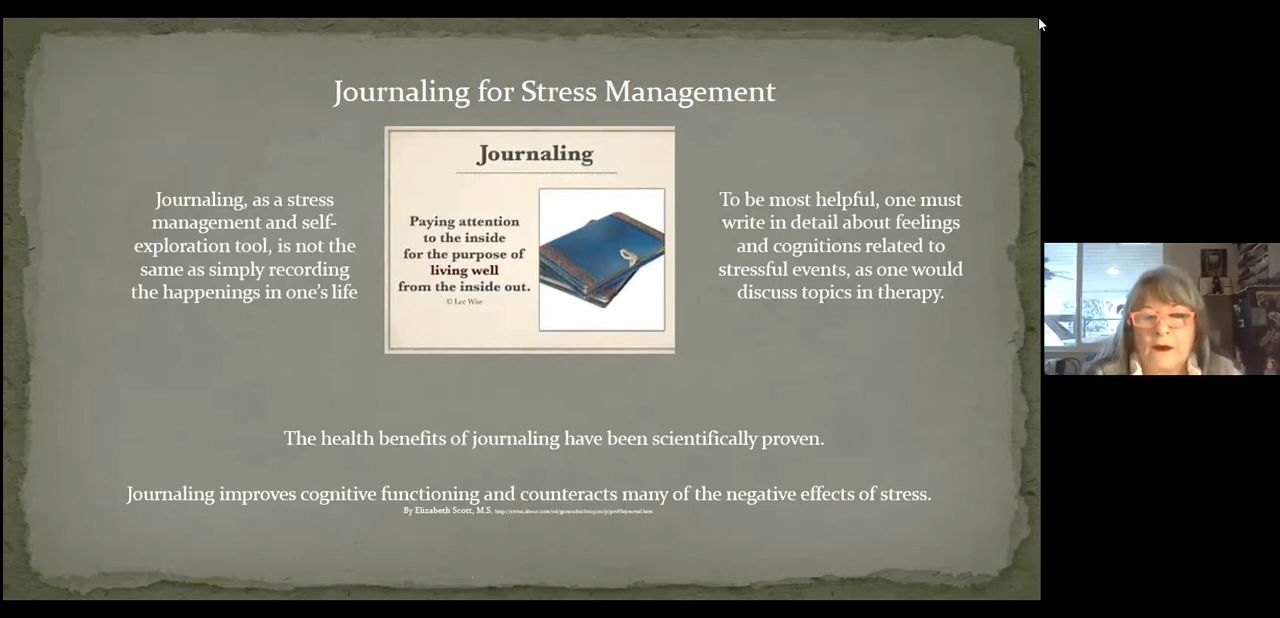 Journaling for Stress Management
Journaling, as a stress
management and self-
exploration tool, is not the
same as simply recording
the happenings in one's life
Journaling
Paying attention
to the inside
for the purpose of
living well
from the inside out.
© Lee Wise
To be most helpful, one must
write in detail about feelings
and cognitions related to
stressful events, as one would
discuss topics in therapy.
The health benefits of journaling have been scientifically proven.
Journaling improves cognitive functioning and counteracts many of the negative effects of stress.
By Elizabeth Scott, M.S.